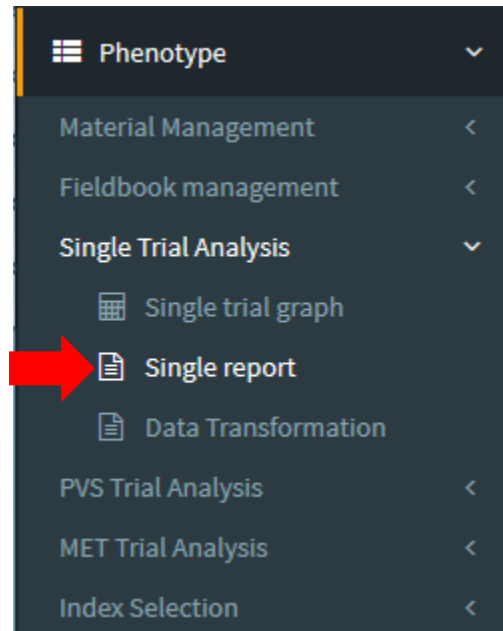 Phenotype
Material Management
Fieldbook management
Single Trial Analysis
Single trial graph
Single report
Data Transformation
PVS Trial Analysis
MET Trial Analysis
Index Selection